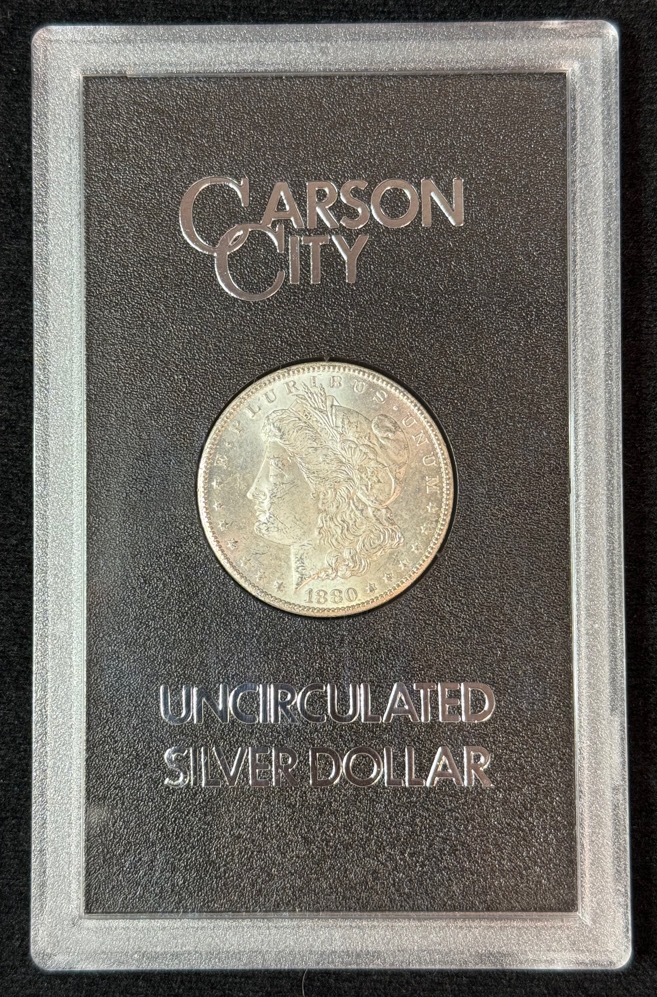 CARSON
CITY
E·PLURIBUS·UNUM
1880
UNCIRCULATED
SILVER DOLLAR